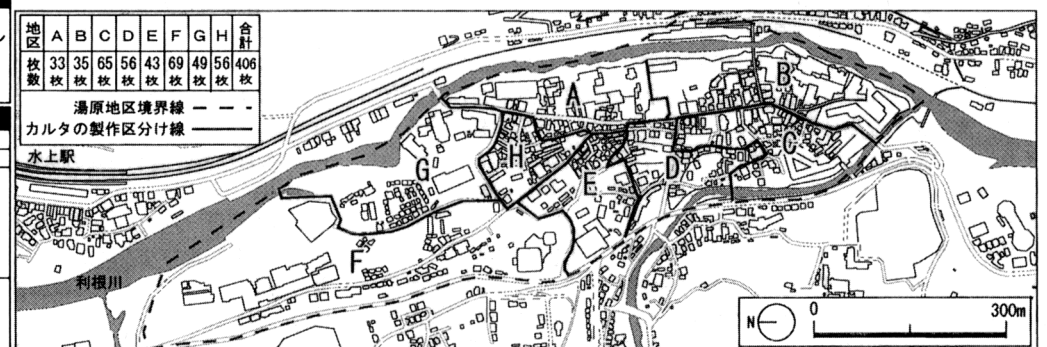 地区 A B C D E F G H 合計
枚数 33枚 35枚 65枚 56枚 43枚 69枚 49枚 56枚 406枚
湯原地区境界線
カルタの製作区分け線
水上駅
利根川
A
B
C
D
E
F
G
H
N
0 300m